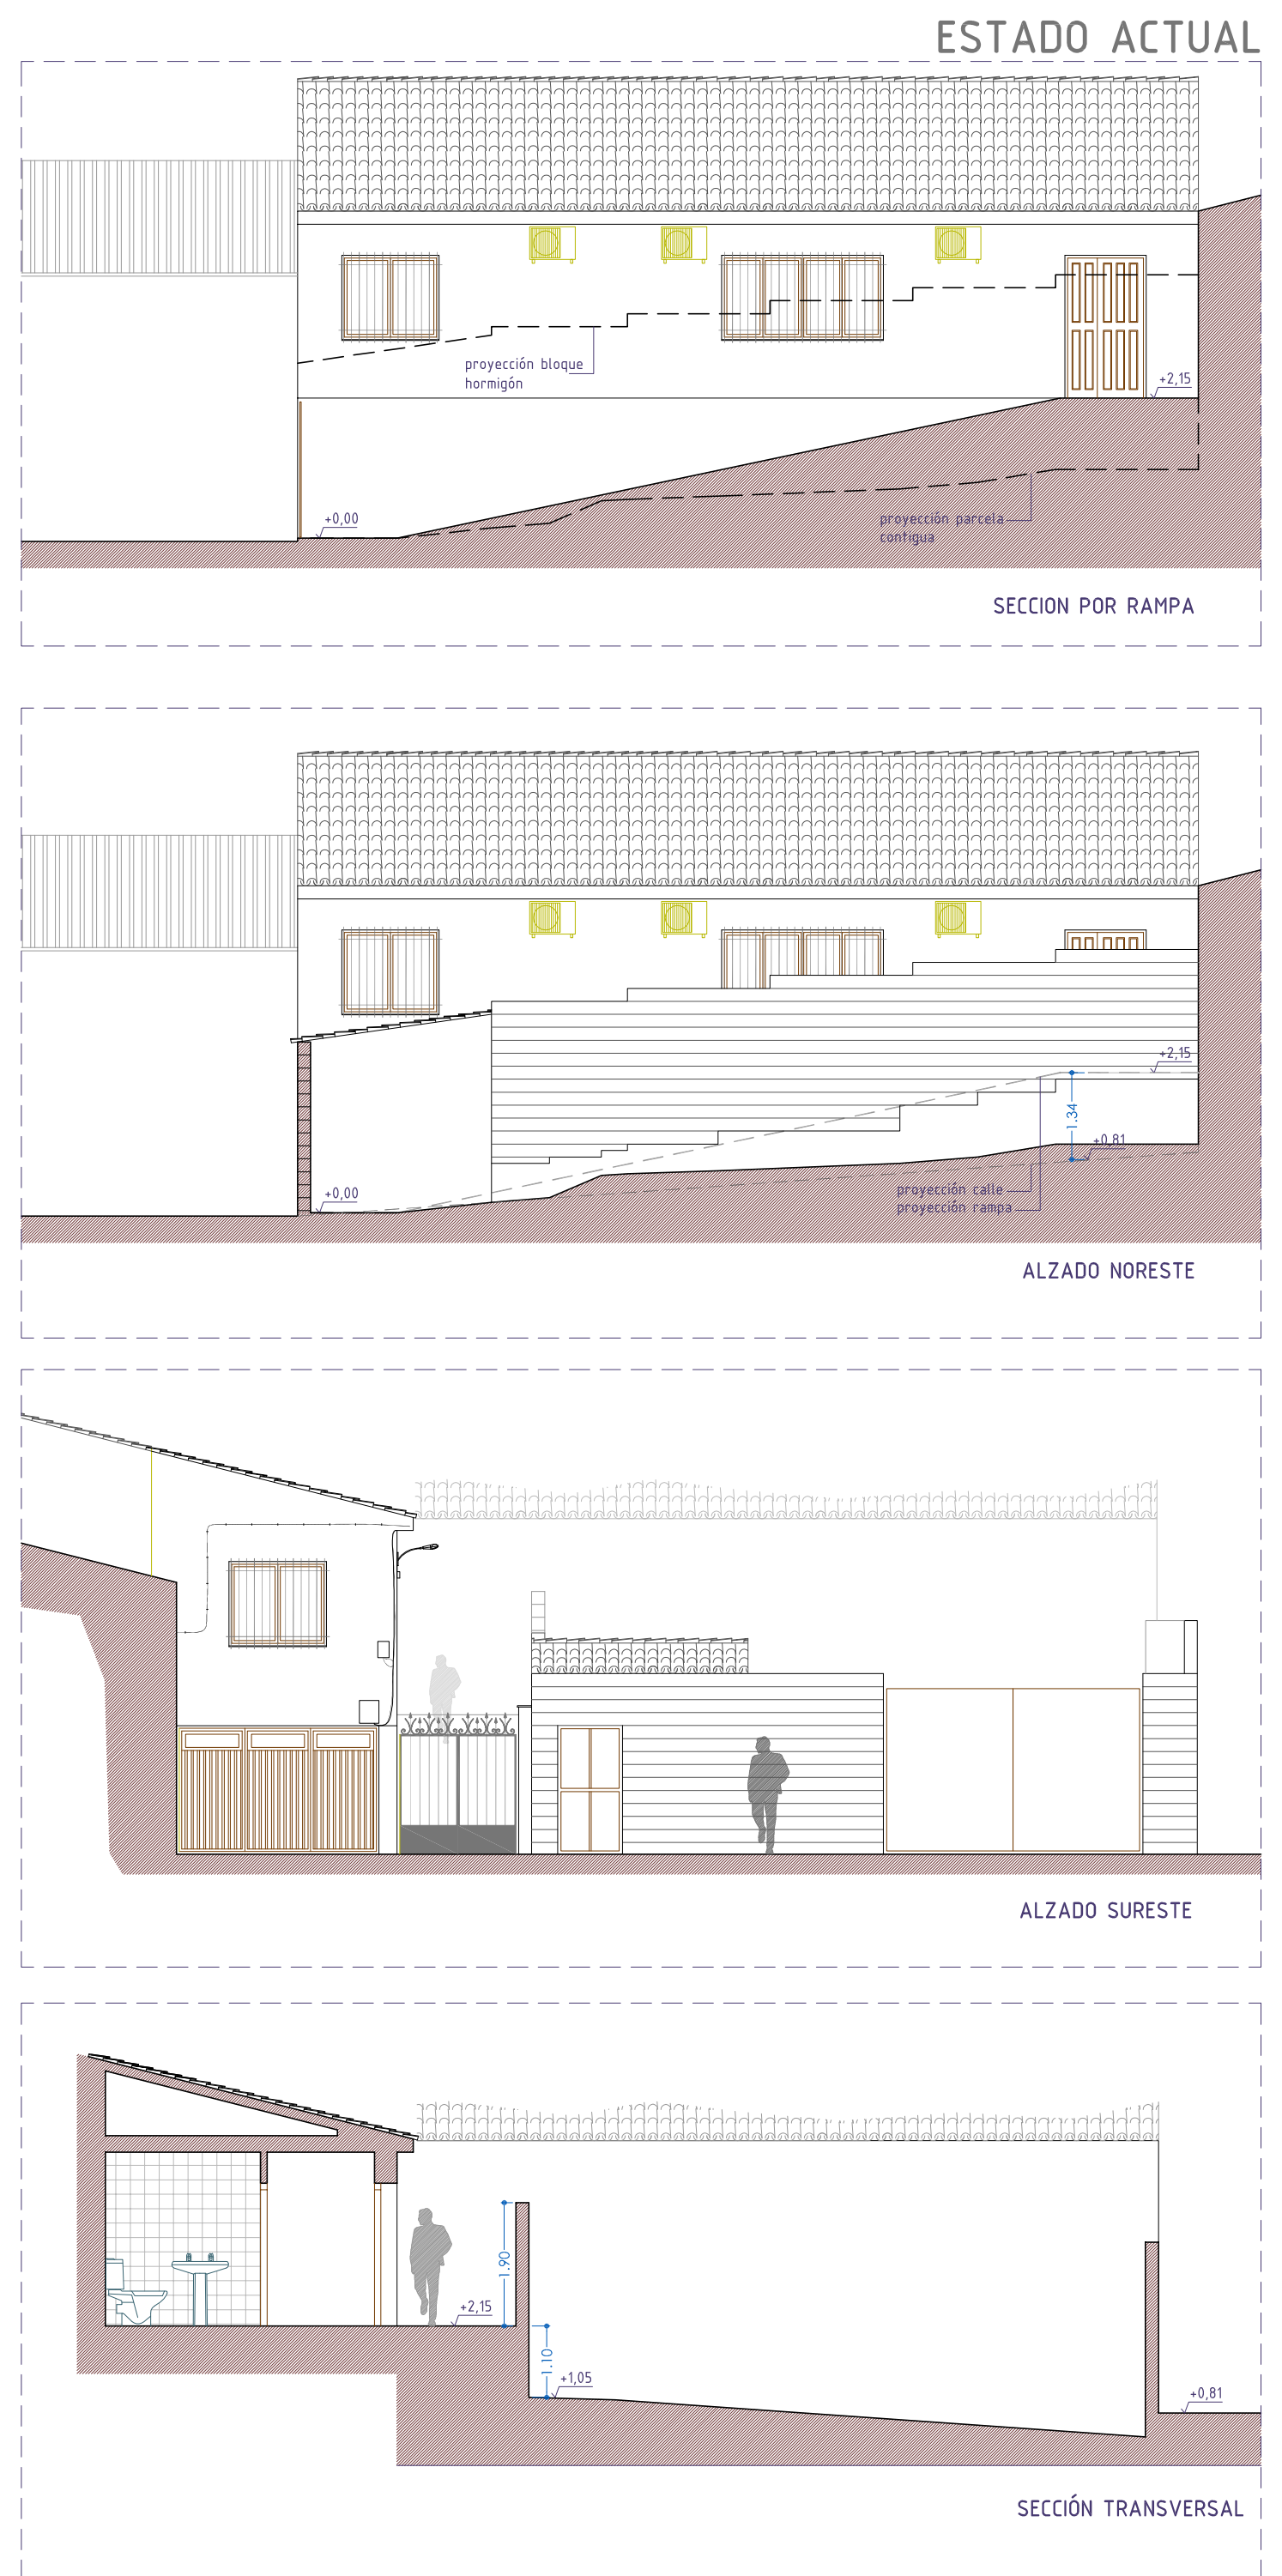 ESTADO ACTUAL
proyección bloque
hormigón
+2,15
+0,00
proyección parcela
contigua
SECCION POR RAMPA
+2,15
1.34
+0,81
+0,00
proyección calle
proyección rampa
ALZADO NORESTE
ALZADO SURESTE
1.90
+2,15
1.10
+1,05
+0,81
SECCIÓN TRANSVERSAL